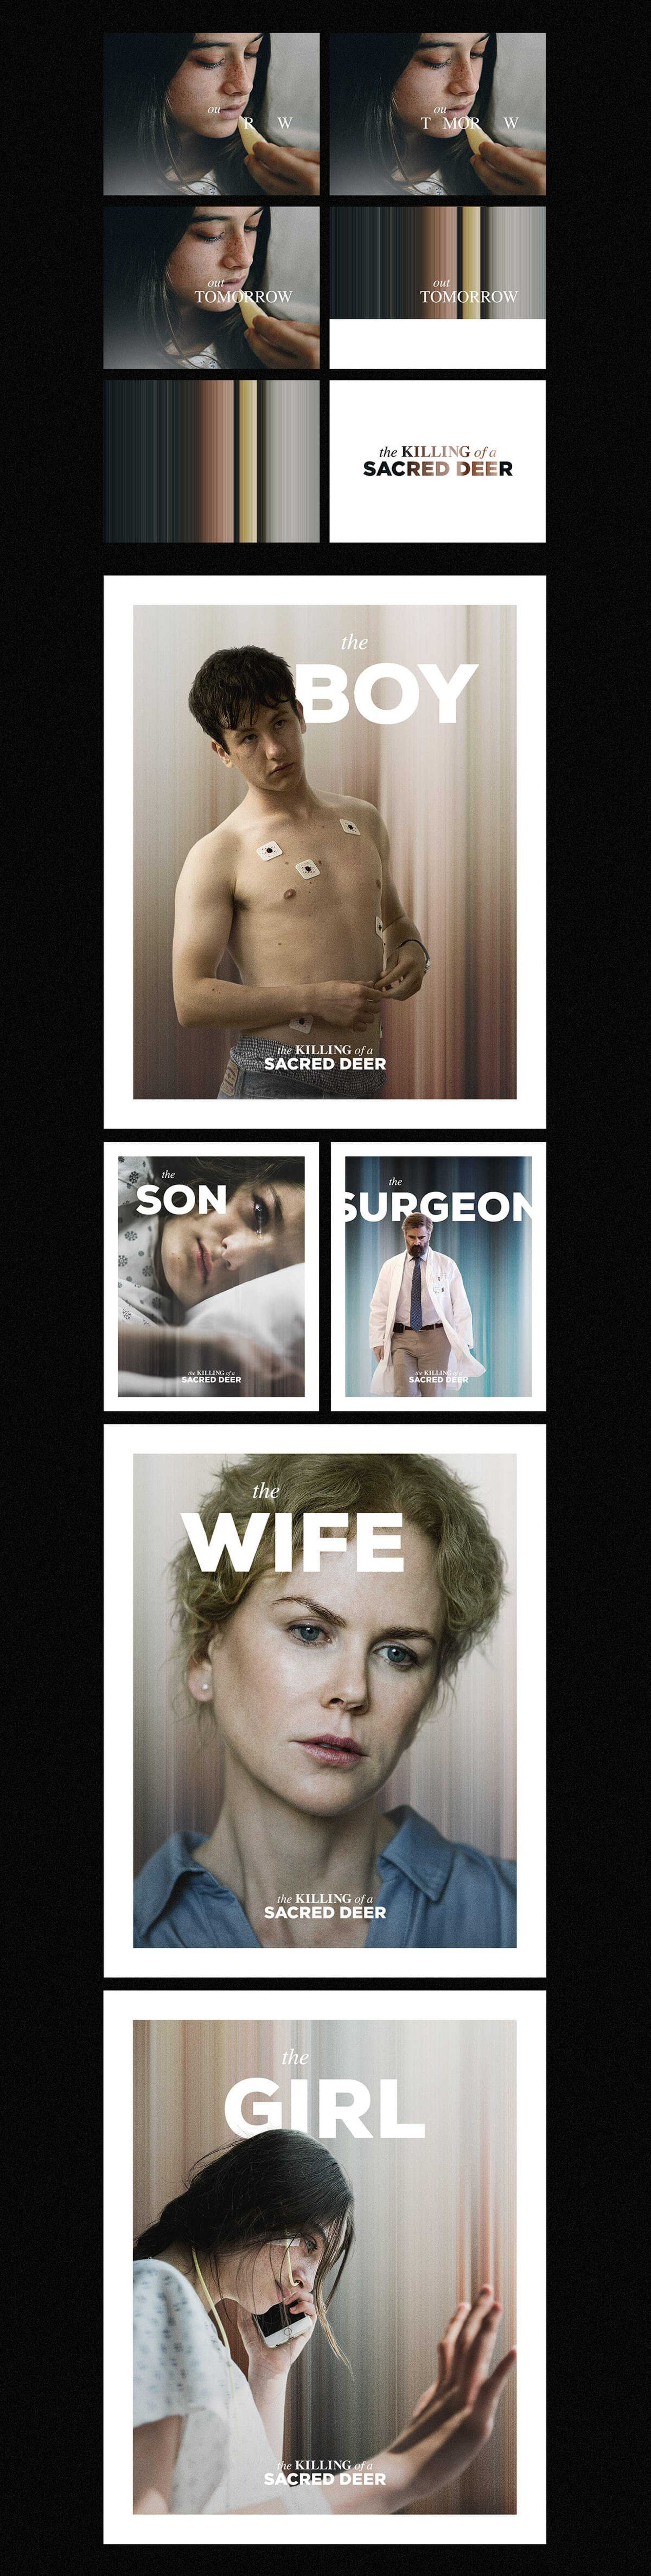 ou
R W
ou
T MOR W
out
TOMORROW
out
TOMORROW
the KILLING of a
SACRED DEER
the
BOY
the KILLING of a
SACRED DEER
the
SON
the KILLING of a
SACRED DEER
the
SURGEON
the KILLING of a
SACRED DEER
the
WIFE
the KILLING of a
SACRED DEER
the
GIRL
the KILLING of a
SACRED DEER